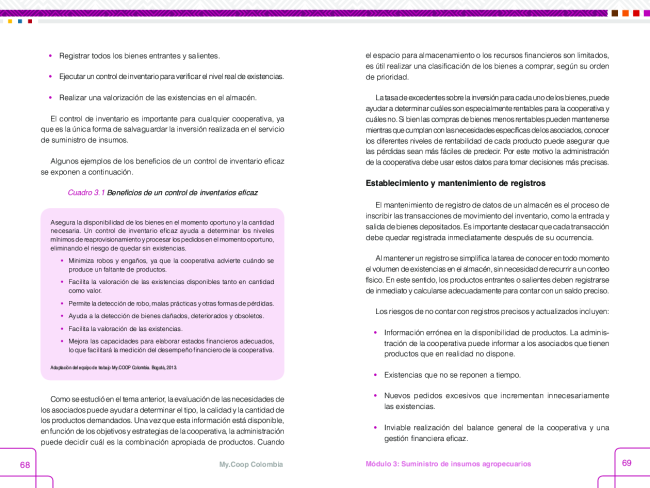 • Registrar todos los bienes entrantes y salientes.
• Ejecutar un control de inventario para verificar el nivel real de existencias.
• Realizar una valorización de las existencias en el almacén.
El control de inventario es importante para cualquier cooperativa, ya
que es la única forma de salvaguardar la inversión realizada en el servicio
de suministro de insumos.
Algunos ejemplos de los beneficios de un control de inventario eficaz
se exponen a continuación.
Cuadro 3.1 Beneficios de un control de inventarios eficaz
Asegura la disponibilidad de los bienes en el momento oportuno y la cantidad
necesaria. Un control de inventario eficaz ayuda a determinar los niveles
mínimos de reaprovisionamiento y procesar los pedidos en el momento oportuno,
eliminando el riesgo de quedar sin existencias.
• Minimiza robos y engaños, ya que la cooperativa advierte cuándo se
produce un faltante de productos.
• Facilita la valoración de las existencias disponibles tanto en cantidad
como valor.
• Permite la detección de robo, malas prácticas y otras formas de pérdidas.
• Ayuda a la detección de bienes dañados, deteriorados y obsoletos.
• Facilita la valoración de las existencias.
• Mejora las capacidades para elaborar estados financieros adecuados,
lo que facilitará la medición del desempeño financiero de la cooperativa.
Adaptación del equipo de trabajo My.COOP Colombia. Bogotá, 2013.
Como se estudió en el tema anterior, la evaluación de las necesidades de
los asociados puede ayudar a determinar el tipo, la calidad y la cantidad de
los productos demandados. Una vez que esta información está disponible,
en función de los objetivos y estrategias de la cooperativa, la administración
puede decidir cuál es la combinación apropiada de productos. Cuando
68
My.Coop Colombia
el espacio para almacenamiento o los recursos financieros son limitados,
es útil realizar una clasificación de los bienes a comprar, según su orden
de prioridad.
La tasa de excedentes sobre la inversión para cada uno de los bienes, puede
ayudar a determinar cuáles son especialmente rentables para la cooperativa y
cuáles no. Si bien las compras de bienes menos rentables pueden mantenerse
mientras que cumplan con las necesidades específicas de los asociados, conocer
los diferentes niveles de rentabilidad de cada producto puede asegurar que
las pérdidas sean más fáciles de predecir. Por este motivo la administración
de la cooperativa debe usar estos datos para tomar decisiones más precisas.
Establecimiento y mantenimiento de registros
El mantenimiento de registro de datos de un almacén es el proceso de
inscribir las transacciones de movimiento del inventario, como la entrada y
salida de bienes depositados. Es importante destacar que cada transacción
debe quedar registrada inmediatamente después de su ocurrencia.
Al mantener un registro se simplifica la tarea de conocer en todo momento
el volumen de existencias en el almacén, sin necesidad de recurrir a un conteo
físico. En este sentido, los productos entrantes o salientes deben registrarse
de inmediato y calcularse adecuadamente para contar con un saldo preciso.
Los riesgos de no contar con registros precisos y actualizados incluyen:
• Información errónea en la disponibilidad de productos. La adminis-
tración de la cooperativa puede informar a los asociados que tienen
productos que en realidad no dispone.
• Existencias que no se reponen a tiempo.
• Nuevos pedidos excesivos que incrementan innecesariamente
las existencias.
• Inviable realización del balance general de la cooperativa y una
gestión financiera eficaz.
Módulo 3: Suministro de insumos agropecuarios
69